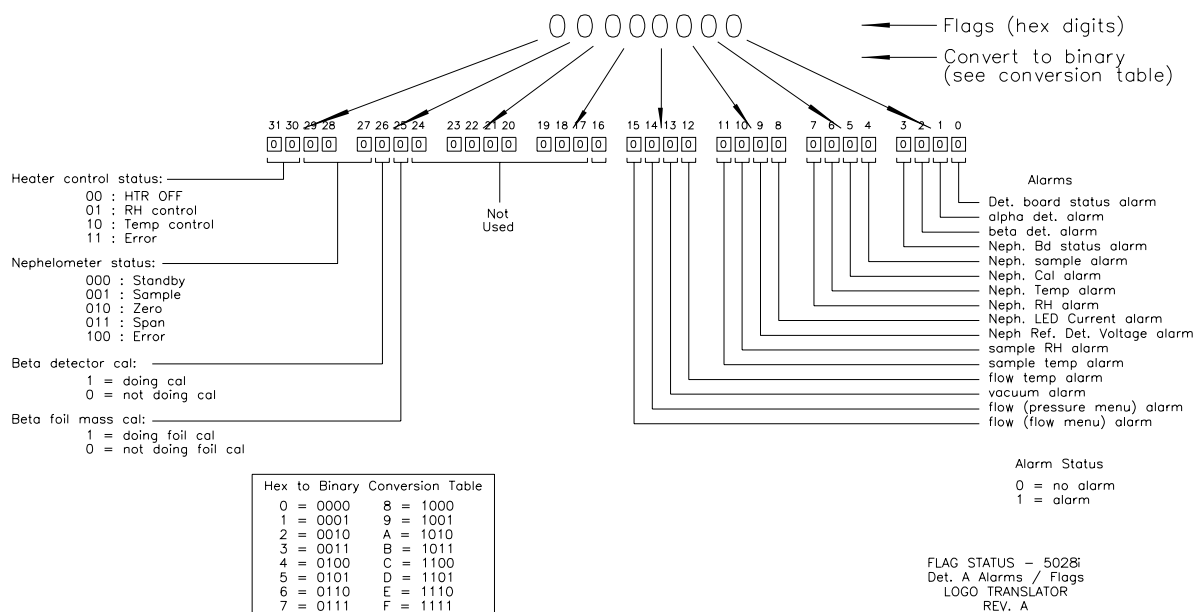 0 0 0 0 0 0 0 0
Flags (hex digits)
Convert to binary
(see conversion table)
31 30 29 28 27 26 25 24 23 22 21 20 19 18 17 16 15 14 13 12 11 10 9 8 7 6 5 4 3 2 1 0
0 0 0 0 0 0 0 0 0 0 0 0 0 0 0 0 0 0 0 0 0 0 0 0 0 0 0 0 0 0 0 0
Heater control status:
00 : HTR OFF
01 : RH control
10 : Temp control
11 : Error
Nephelometer status:
000 : Standby
001 : Sample
010 : Zero
011 : Span
100 : Error
Beta detector cal:
1 = doing cal
0 = not doing cal
Beta foil mass cal:
1 = doing foil cal
0 = not doing foil cal
Not
Used
Alarms
Det. board status alarm
alpha det. alarm
beta det. alarm
Neph. Bd status alarm
Neph. sample alarm
Neph. Cal alarm
Neph. Temp alarm
Neph. RH alarm
Neph. LED Current alarm
Neph Ref. Det. Voltage alarm
sample RH alarm
sample temp alarm
flow temp alarm
vacuum alarm
flow (pressure menu) alarm
flow (flow menu) alarm
Alarm Status
0 = no alarm
1 = alarm
Hex to Binary Conversion Table
0 = 0000 8 = 1000
1 = 0001 9 = 1001
2 = 0010 A = 1010
3 = 0011 B = 1011
4 = 0100 C = 1100
5 = 0101 D = 1101
6 = 0110 E = 1110
7 = 0111 F = 1111
FLAG STATUS - 5028i
Det. A Alarms / Flags
LOGO TRANSLATOR
REV. A